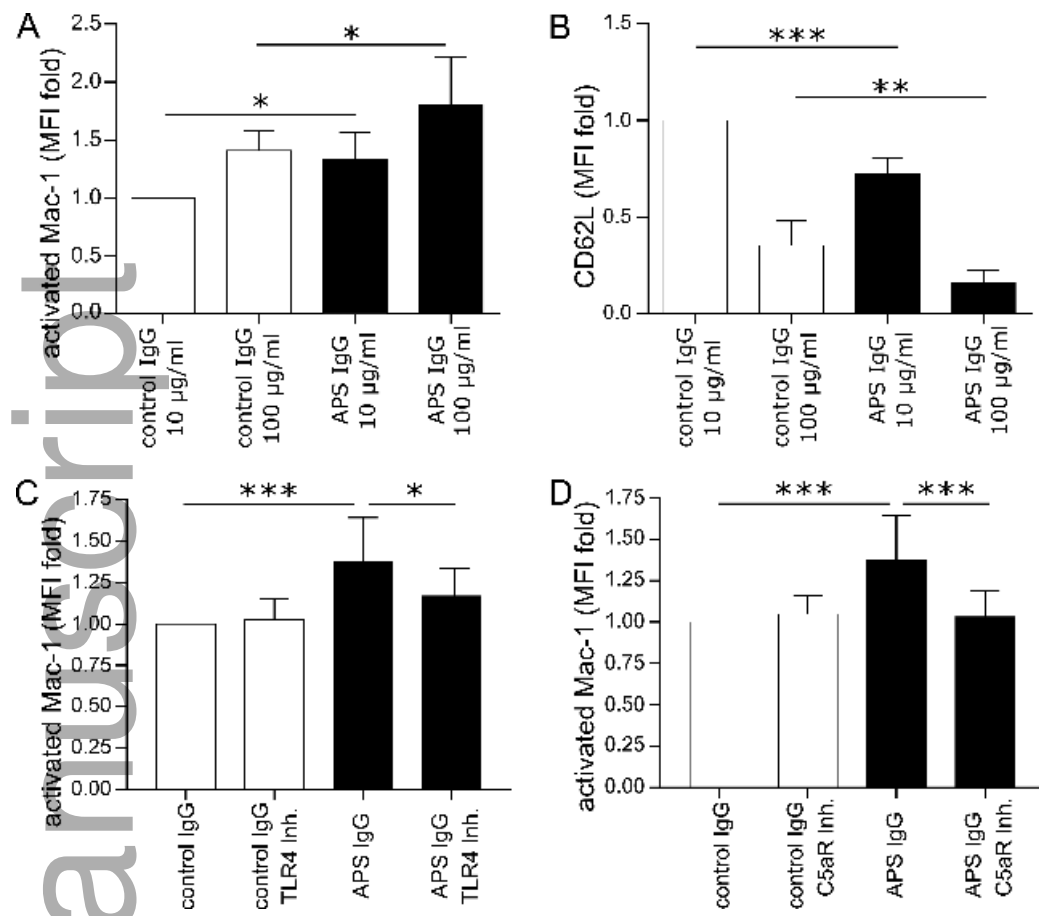 A
activated Mac-1 (MFI fold)
2.5
2.0
1.5
1.0
0.5
0.0
*
*
control IgG
10 µg/ml
control IgG
100 µg/ml
APS IgG
10 µg/ml
APS IgG
100 µg/ml
B
CD62L (MFI fold)
1.5
1.0
0.5
0.0
***
**
control IgG
10 µg/ml
control IgG
100 µg/ml
APS IgG
10 µg/ml
APS IgG
100 µg/ml
C
activated Mac-1 (MFI fold)
1.75
1.50
1.25
1.00
0.75
0.50
0.25
0.00
***
*
control IgG
control IgG
TLR4 Inh.
APS IgG
APS IgG
TLR4 Inh.
D
activated Mac-1 (MFI fold)
1.75
1.50
1.25
1.00
0.75
0.50
0.25
0.00
***
***
control IgG
control IgG
C5aR Inh.
APS IgG
APS IgG
C5aR Inh.
anuscript